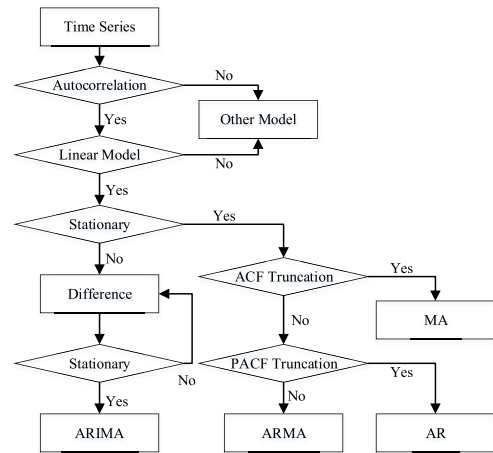 Time Series
No
Autocorrelation
Other Model
Yes
Linear Model
No
Yes
Stationary
Yes
No
ACF Truncation
Yes
Difference
No
MA
Stationary
No
PACF Truncation
Yes
Yes
No
ARIMA
ARMA
AR